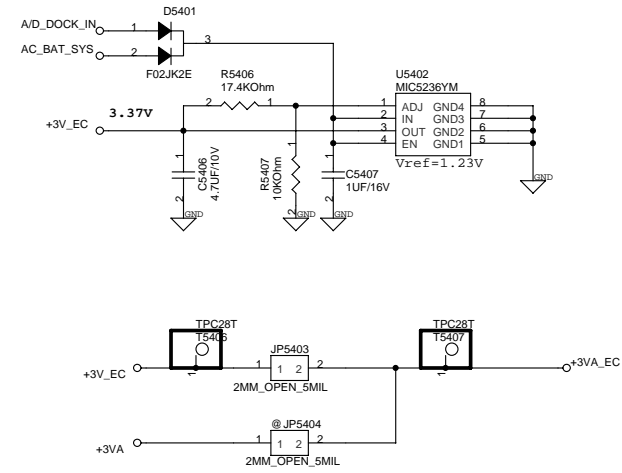 D5401
A/D_DOCK_IN 1
3
AC_BAT_SYS 2
F02JK2E
R5406
17.4KOhm
U5402
MIC5236YM
3.37V
+3V_EC
2 1
1 ADJ GND4 8
2 IN GND3 7
3 OUT GND2 6
4 EN GND1 5
Vref=1.23V
1
C5406
4.7UF/10V
2
GND
1
R5407
10KOhm
2
GND
1
C5407
1UF/16V
2
GND
GND
TPC28T
T5406
1
TPC28T
T5407
1
JP5403
+3V_EC 1 1 2 2
+3VA_EC
2MM_OPEN_5MIL
@JP5404
+3VA 1 1 2 2
2MM_OPEN_5MIL